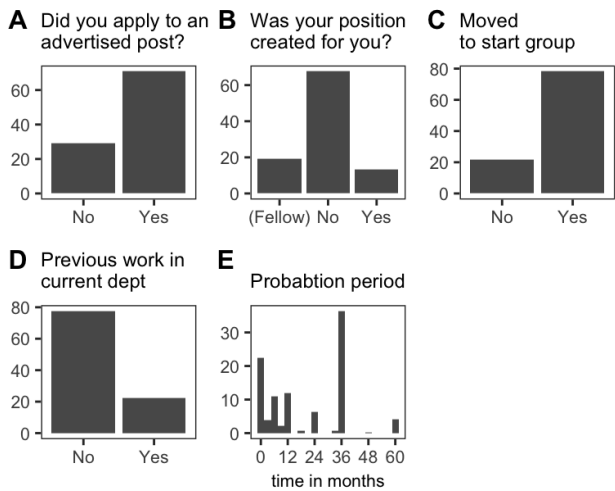 A Did you apply to an
advertised post?
60
40
20
0
No Yes
B Was your position
created for you?
60
40
20
0
(Fellow) No Yes
C Moved
to start group
80
60
40
20
0
No Yes
D Previous work in
current dept
80
60
40
20
0
No Yes
E Probabtion period
30
20
10
0
0 12 24 36 48 60
time in months